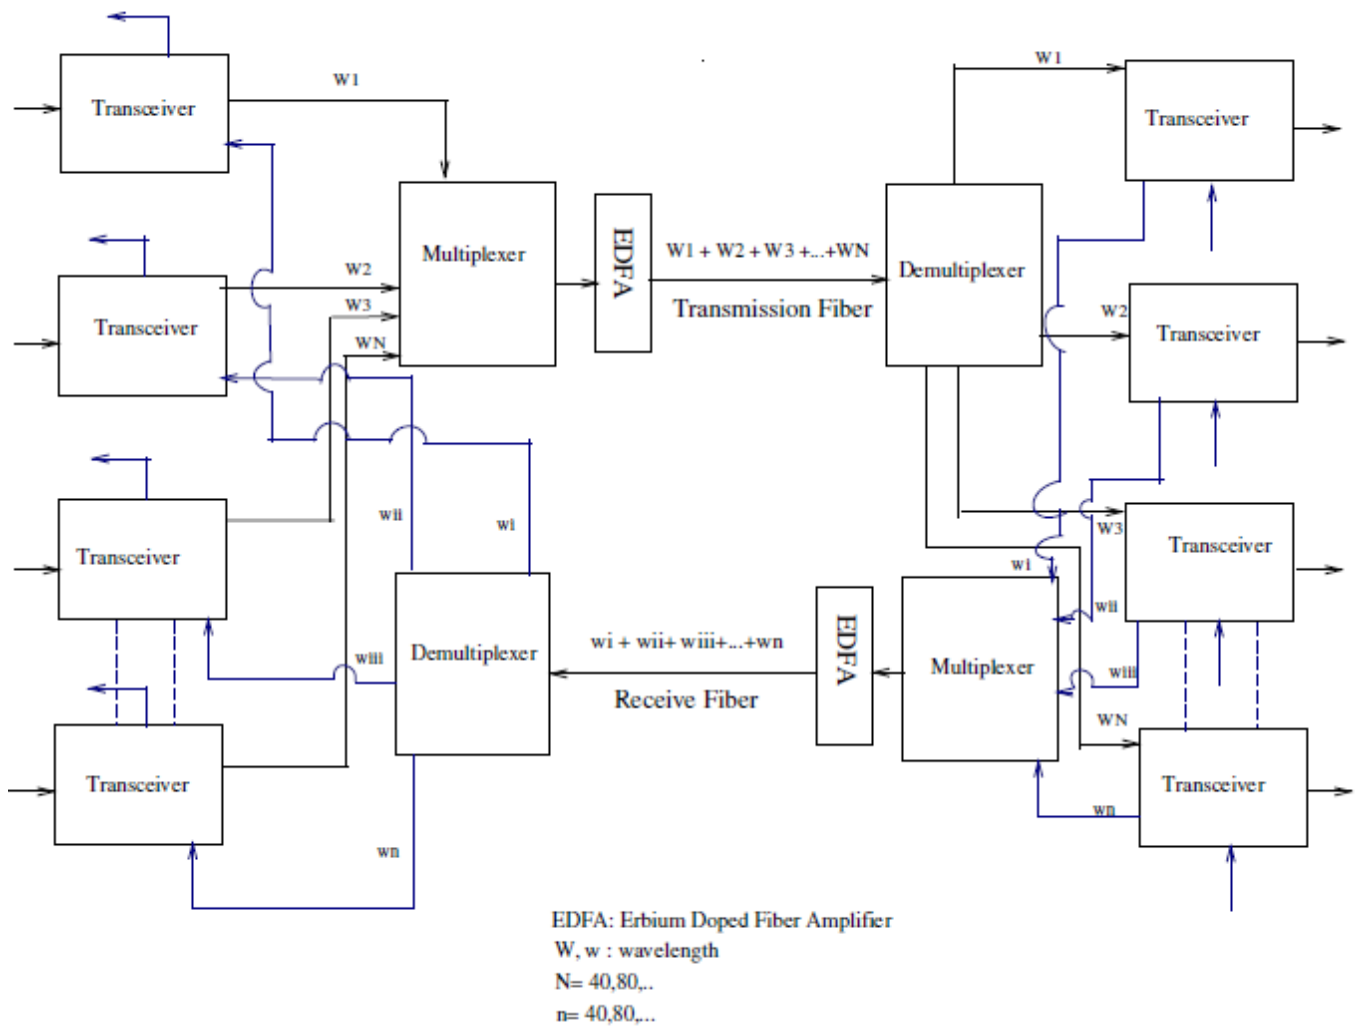 W1
W1
Transceiver
Transceiver
Multiplexer
EDFA
W1 + W2 + W3 +...+WN
Transmission Fiber
Demultiplexer
W2
W3
WN
Transceiver
W2
Transceiver
wii
wi
Transceiver
W3
Transceiver
wi
wii
wiii
Demultiplexer
wi + wii+ wiii+...+wn
Receive Fiber
EDFA
Multiplexer
wiii
WN
Transceiver
Transceiver
wn
wn
EDFA: Erbium Doped Fiber Amplifier
W, w : wavelength
N= 40,80,..
n= 40,80,...